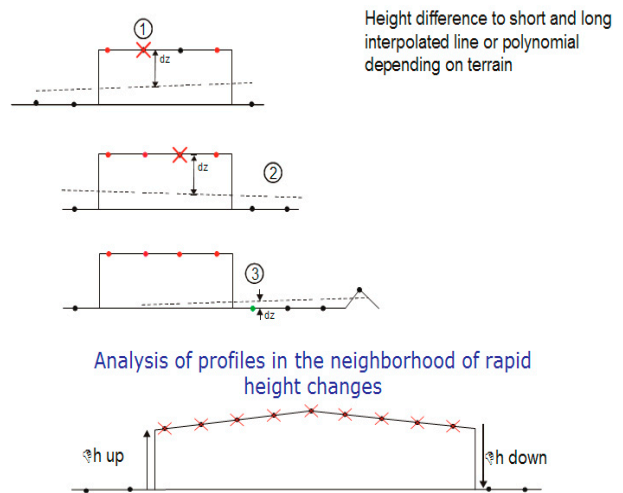 Height difference to short and long
interpolated line or polynomial
depending on terrain
1
dz
dz
2
3
dz
Analysis of profiles in the neighborhood of rapid
height changes
h up
h down